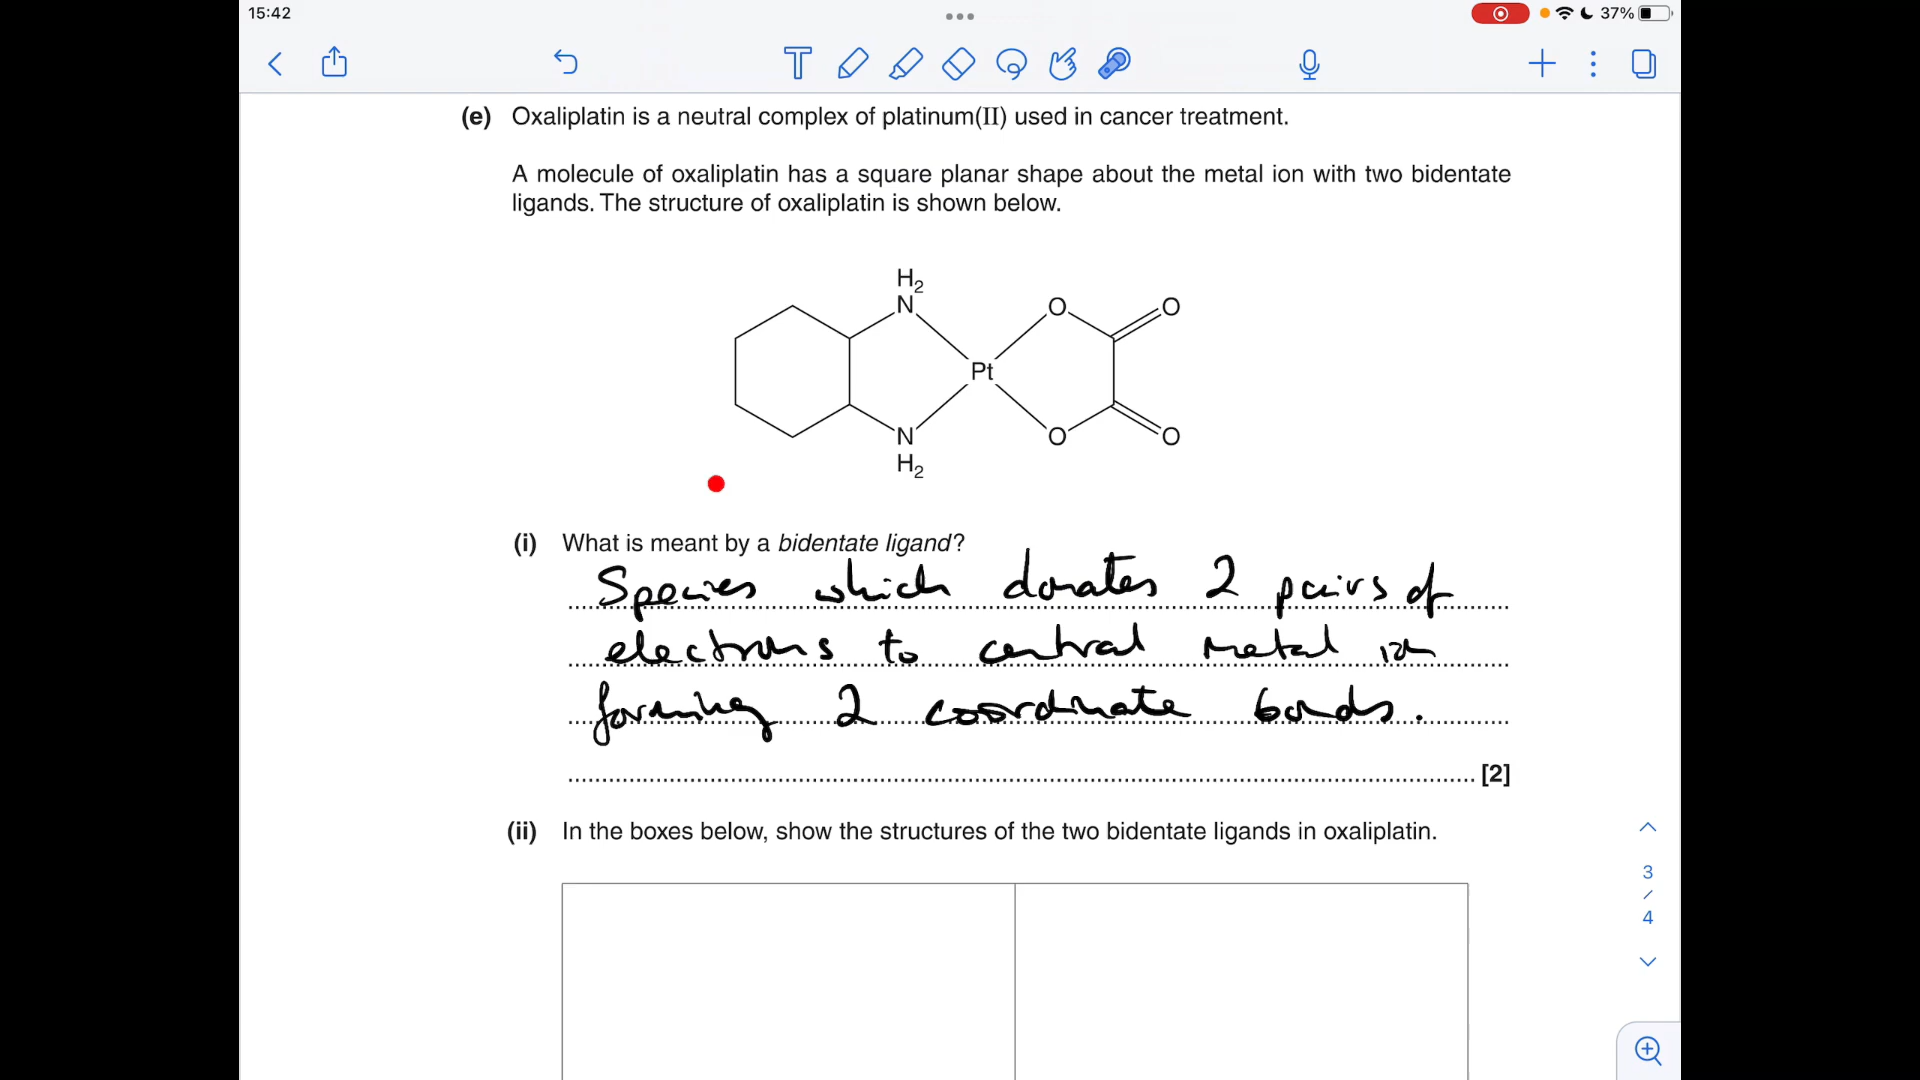 15:42
37%
(e) Oxaliplatin is a neutral complex of platinum(II) used in cancer treatment.
A molecule of oxaliplatin has a square planar shape about the metal ion with two bidentate
ligands. The structure of oxaliplatin is shown below.
H2
N
O
O
Pt
N
H2
O
O
(i) What is meant by a bidentate ligand?
Species which donates 2 pairs of
electrons to central metal ion
forming 2 coordinate bonds.
[2]
(ii) In the boxes below, show the structures of the two bidentate ligands in oxaliplatin.
3
/
4